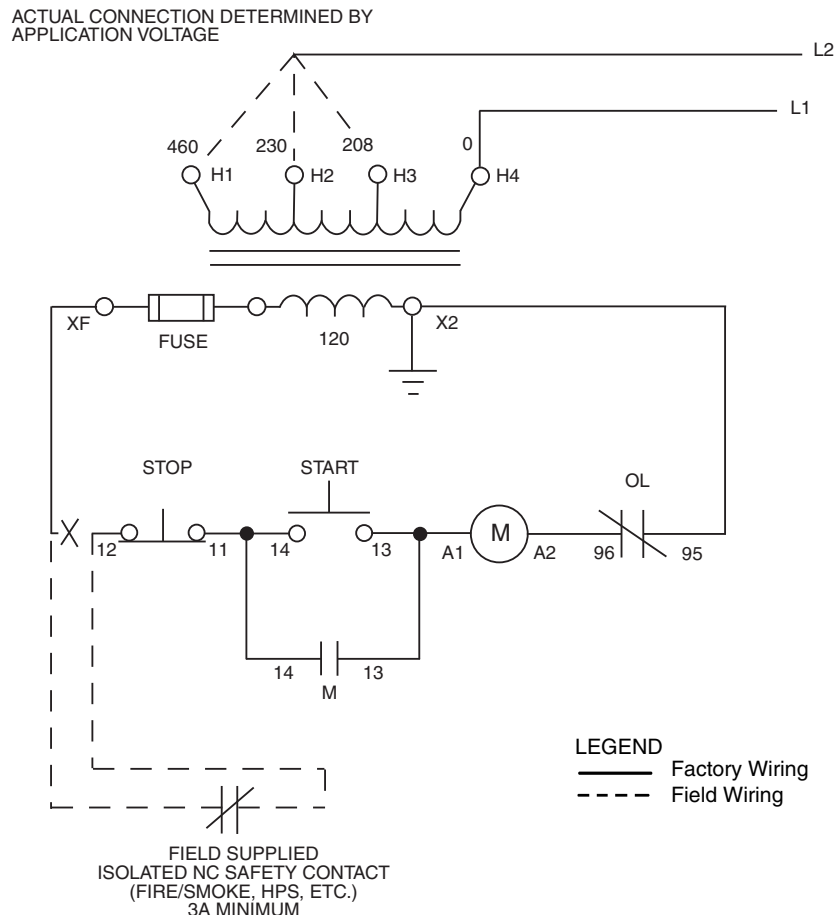 ACTUAL CONNECTION DETERMINED BY
APPLICATION VOLTAGE
L2
L1
460 230 208 0
H1 H2 H3 H4
XF FUSE 120 X2
STOP START OL
12 11 14 13 A1 M A2 96 95
14 13
M
LEGEND
Factory Wiring
Field Wiring
FIELD SUPPLIED
ISOLATED NC SAFETY CONTACT
(FIRE/SMOKE, HPS, ETC.)
3A MINIMUM